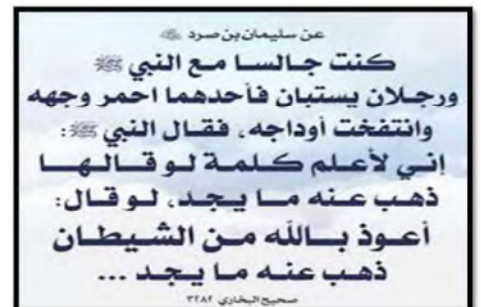 عن سليمان بن صرد ﵁
كنت جالسا مع النبي ﷺ
ورجلان يستبان فأحدهما احمر وجهه
وانتفخت أوداجه، فقال النبي ﷺ:
إني لأعلم كلمة لو قالها
ذهب عنه ما يجد، لو قال:
أعوذ بالله من الشيطان
ذهب عنه ما يجد ...
صحيح البخاري ٣٢٨٢